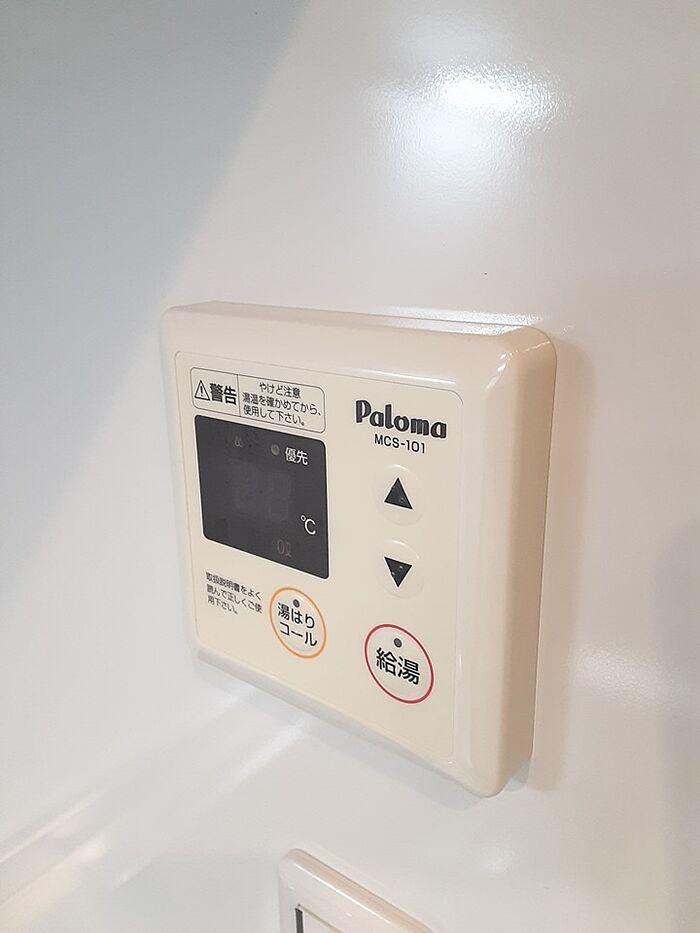 警告
やけど注意
湯温を確かめてから、
使用して下さい。
Paloma
MCS-101
優先
℃
取扱説明書をよく
読んで正しくご使
用下さい。
湯はり
コール
給湯